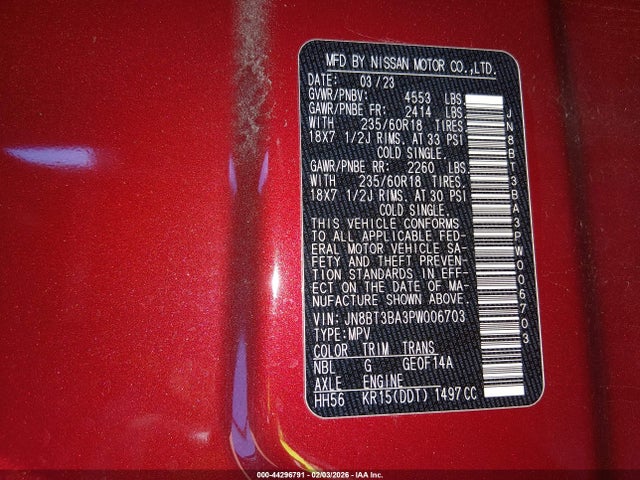 MFD BY NISSAN MOTOR CO.,LTD.
DATE: 03/23
GVWR/PNBV: 4553 LBS.
GAWR/PNBE FR: 2414 LBS.
WITH 235/60R18 TIRES.
18X7 1/2J RIMS. AT 33 PSI
COLD SINGLE.
GAWR/PNBE RR: 2260 LBS.
WITH 235/60R18 TIRES.
18X7 1/2J RIMS. AT 30 PSI
COLD SINGLE.
THIS VEHICLE CONFORMS
TO ALL APPLICABLE FED-
ERAL MOTOR VEHICLE SA-
FETY AND THEFT PREVEN-
TION STANDARDS IN EFF-
ECT ON THE DATE OF MA-
NUFACTURE SHOWN ABOVE.
VIN: JN8BT3BA3PW006703
TYPE:MPV
COLOR TRIM TRANS
NBL G GE0F14A
AXLE ENGINE
HH56 KR15(DDT) 1497CC
JN8BT3BA3PW006703
000-44296791 - 02/03/2026 - IAA Inc.